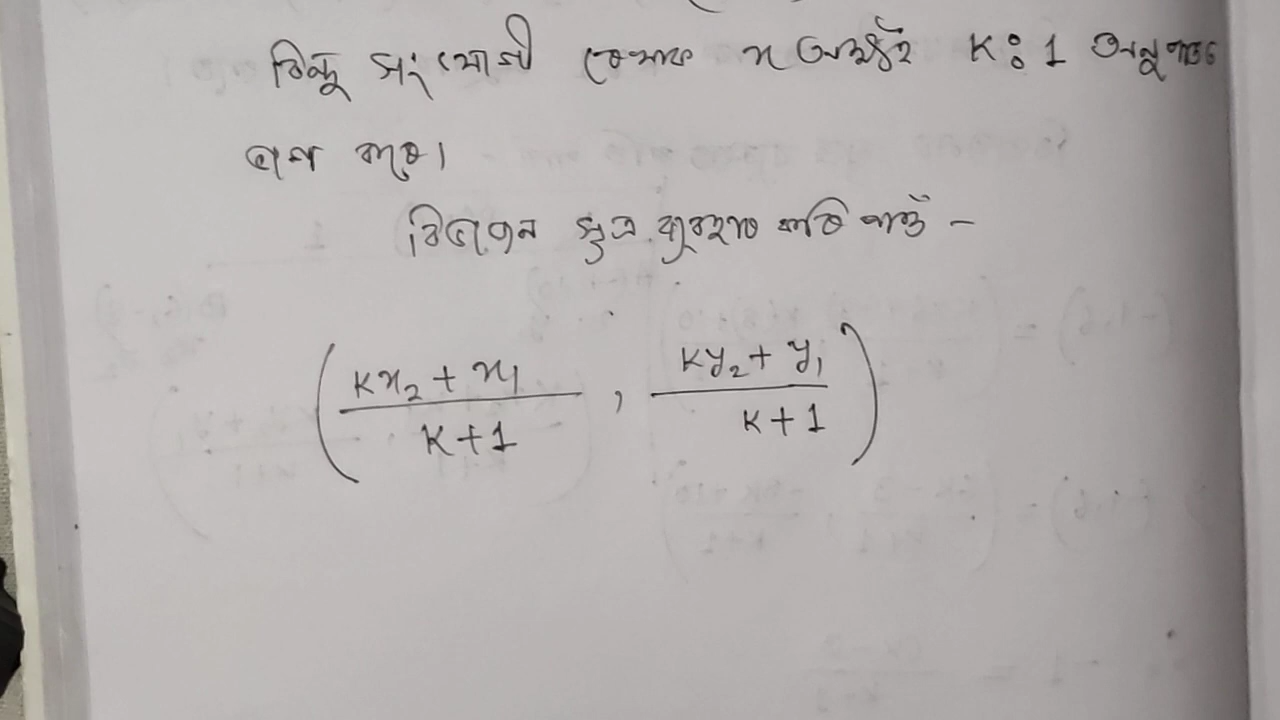 বিন্দু সংযোগী ৰেখাক x অক্ষই K : 1 অনুপাতত
ভাগ কৰে।
বিভাজন সূত্ৰ ব্যৱহাৰ কৰি পাওঁ –
(Kx₂ + x₁ / K + 1 , Ky₂ + y₁ / K + 1)